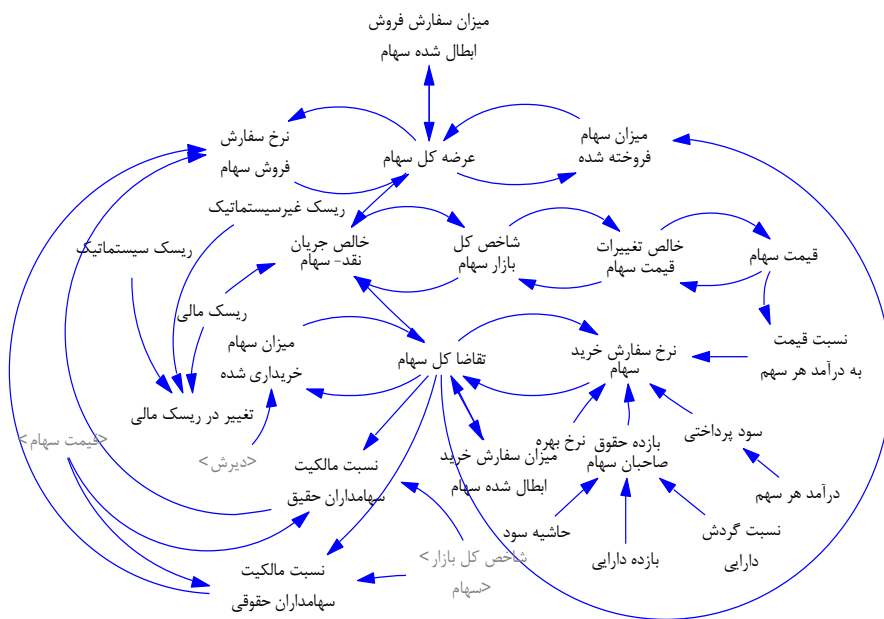 میزان سفارش فروش
ابطال شده سهام
نرخ سفارش
فروش سهام
عرضه کل سهام
میزان سهام
فروخته شده
ریسک غیرسیستماتیک
ریسک سیستماتیک
خالص جریان
نقد- سهام
شاخص کل
بازار سهام
خالص تغییرات
قیمت سهام
قیمت سهام
ریسک مالی
میزان سهام
خریداری شده
تقاضا کل سهام
نرخ سفارش خرید
سهام
نسبت قیمت
به درآمد هر سهم
تغییر در ریسک مالی
<قیمت سهام>
<دیرش>
نسبت مالکیت
سهامداران حقیق
میزان سفارش خرید
ابطال شده سهام
نرخ بهره
بازده حقوق
صاحبان سهام
سود پرداختی
درآمد هر سهم
حاشیه سود
بازده دارایی
نسبت گردش
دارایی
<شاخص کل بازار
سهام>
نسبت مالکیت
سهامداران حقوقی